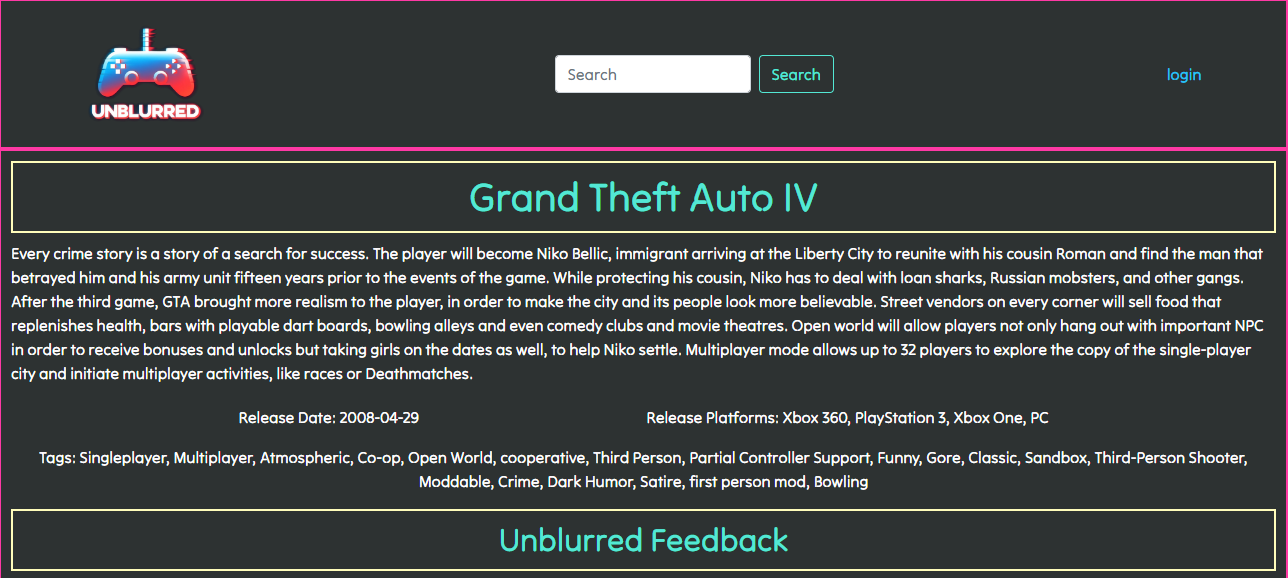 UNBLURRED
Search
Search
login
Grand Theft Auto IV
Every crime story is a story of a search for success. The player will become Niko Bellic, immigrant arriving at the Liberty City to reunite with his cousin Roman and find the man that
betrayed him and his army unit fifteen years prior to the events of the game. While protecting his cousin, Niko has to deal with loan sharks, Russian mobsters, and other gangs.
After the third game, GTA brought more realism to the player, in order to make the city and its people look more believable. Street vendors on every corner will sell food that
replenishes health, bars with playable dart boards, bowling alleys and even comedy clubs and movie theatres. Open world will allow players not only hang out with important NPC
in order to receive bonuses and unlocks but taking girls on the dates as well, to help Niko settle. Multiplayer mode allows up to 32 players to explore the copy of the single-player
city and initiate multiplayer activities, like races or Deathmatches.
Release Date: 2008-04-29
Release Platforms: Xbox 360, PlayStation 3, Xbox One, PC
Tags: Singleplayer, Multiplayer, Atmospheric, Co-op, Open World, cooperative, Third Person, Partial Controller Support, Funny, Gore, Classic, Sandbox, Third-Person Shooter,
Moddable, Crime, Dark Humor, Satire, first person mod, Bowling
Unblurred Feedback